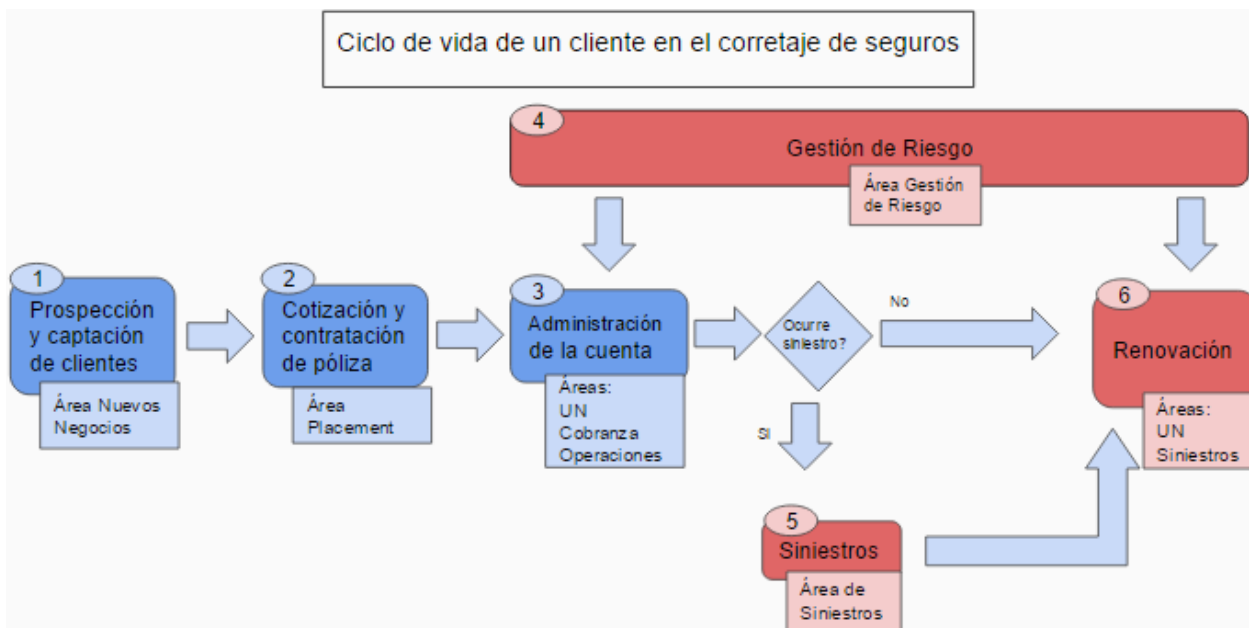 Ciclo de vida de un cliente en el corretaje de seguros
4
Gestión de Riesgo
Área Gestión
de Riesgo
1
Prospección
y captación
de clientes
Área Nuevos
Negocios
2
Cotización y
contratación
de póliza
Área
Placement
3
Administración
de la cuenta
Áreas:
UN
Cobranza
Operaciones
Ocurre
siniestro?
No
SI
5
Siniestros
Área de
Siniestros
6
Renovación
Áreas:
UN
Siniestros